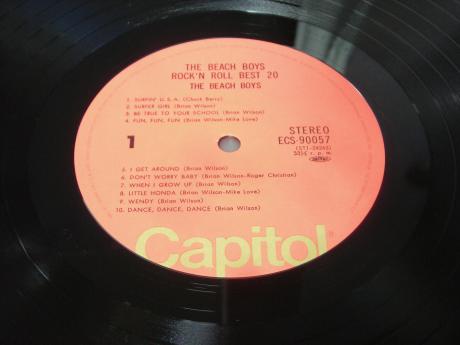 THE BEACH BOYS
ROCK'N ROLL BEST 20
THE BEACH BOYS
1. SURFIN' U.S.A. (Chuck Berry)
2. SURFER GIRL (Brian Wilson)
3. BE TRUE TO YOUR SCHOOL (Brian Wilson)
4. FUN, FUN, FUN (Brian Wilson-Mike Love)
1
STEREO
ECS-90057
33⅓ r.p.m.
5. I GET AROUND (Brian Wilson)
6. DON'T WORRY BABY (Brian Wilson-Roger Christian)
7. WHEN I GROW UP (Brian Wilson)
8. LITTLE HONDA (Brian Wilson-Mike Love)
9. WENDY (Brian Wilson)
10. DANCE, DANCE, DANCE (Brian Wilson)
Capitol®